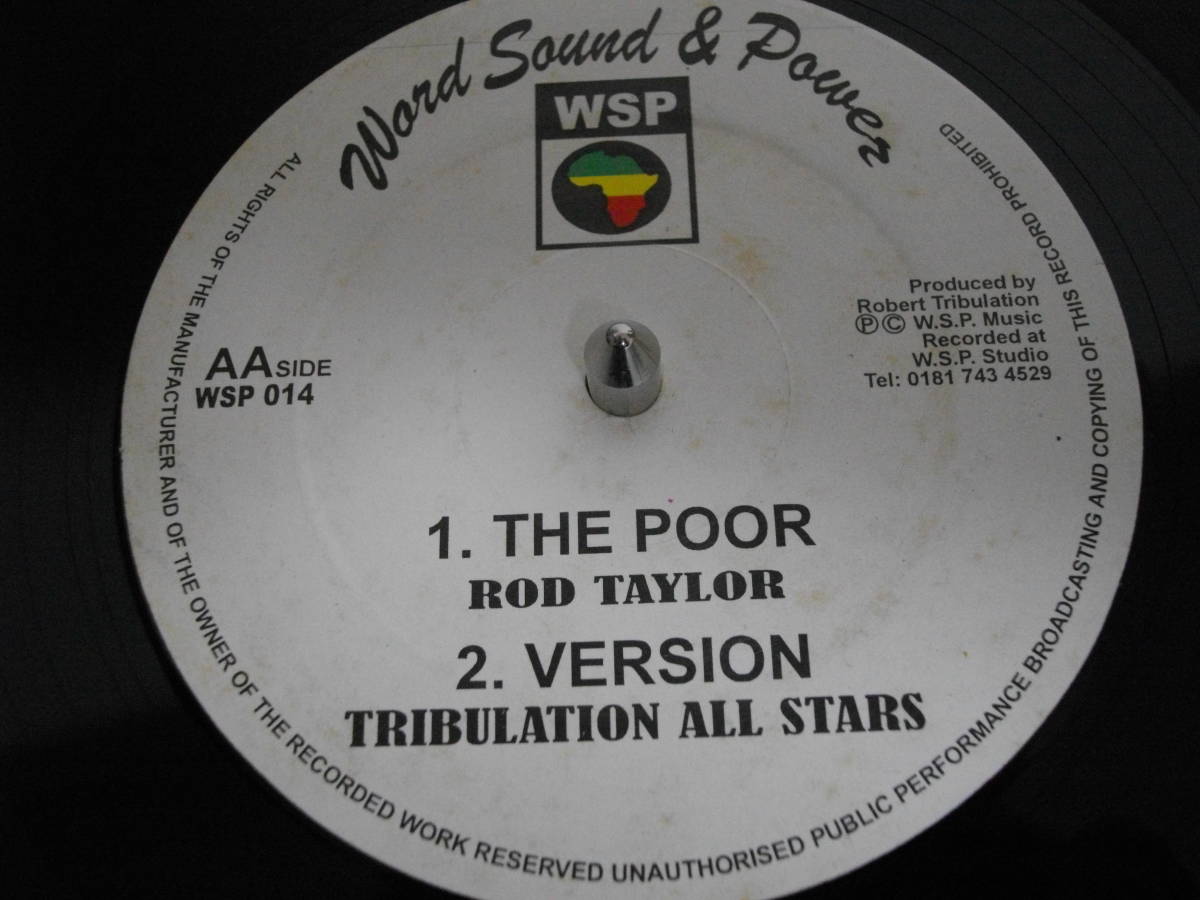 Word Sound & Power
WSP
AA SIDE
WSP 014
Produced by
Robert Tribulation
Ⓟ © W.S.P. Music
Recorded at
W.S.P. Studio
Tel: 0181 743 4529
1. THE POOR
ROD TAYLOR
2. VERSION
TRIBULATION ALL STARS
ALL RIGHTS OF THE MANUFACTURER AND OF THE OWNER OF THE RECORDED WORK RESERVED UNAUTHORISED PUBLIC PERFORMANCE BROADCASTING AND COPYING OF THIS RECORD PROHIBITED